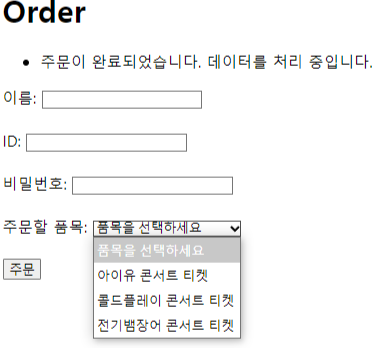 Order
• 주문이 완료되었습니다. 데이터를 처리 중입니다.
이름:
ID:
비밀번호:
주문할 품목: 품목을 선택하세요
품목을 선택하세요
아이유 콘서트 티켓
콜드플레이 콘서트 티켓
전기뱀장어 콘서트 티켓
주문